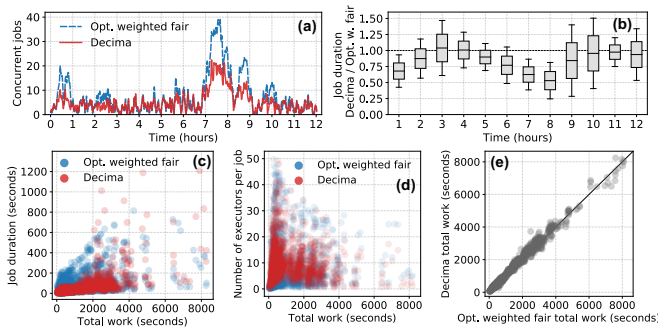 (a)
Opt. weighted fair
Decima
Concurrent jobs
40
30
20
10
0
0 1 2 3 4 5 6 7 8 9 10 11 12
Time (hours)
(b)
Job duration
Decima / Opt. w. fair
1.50
1.25
1.00
0.75
0.50
0.25
0.00
1 2 3 4 5 6 7 8 9 10 11 12
Time (hours)
(c)
Opt. weighted fair
Decima
Job duration (seconds)
1200
1000
800
600
400
200
0
0 2000 4000 6000 8000
Total work (seconds)
Opt. weighted fair
Decima
(d)
Number of executors per job
50
40
30
20
10
0
0 2000 4000 6000 8000
Total work (seconds)
(e)
Decima total work (seconds)
8000
6000
4000
2000
0
0 2000 4000 6000 8000
Opt. weighted fair total work (seconds)